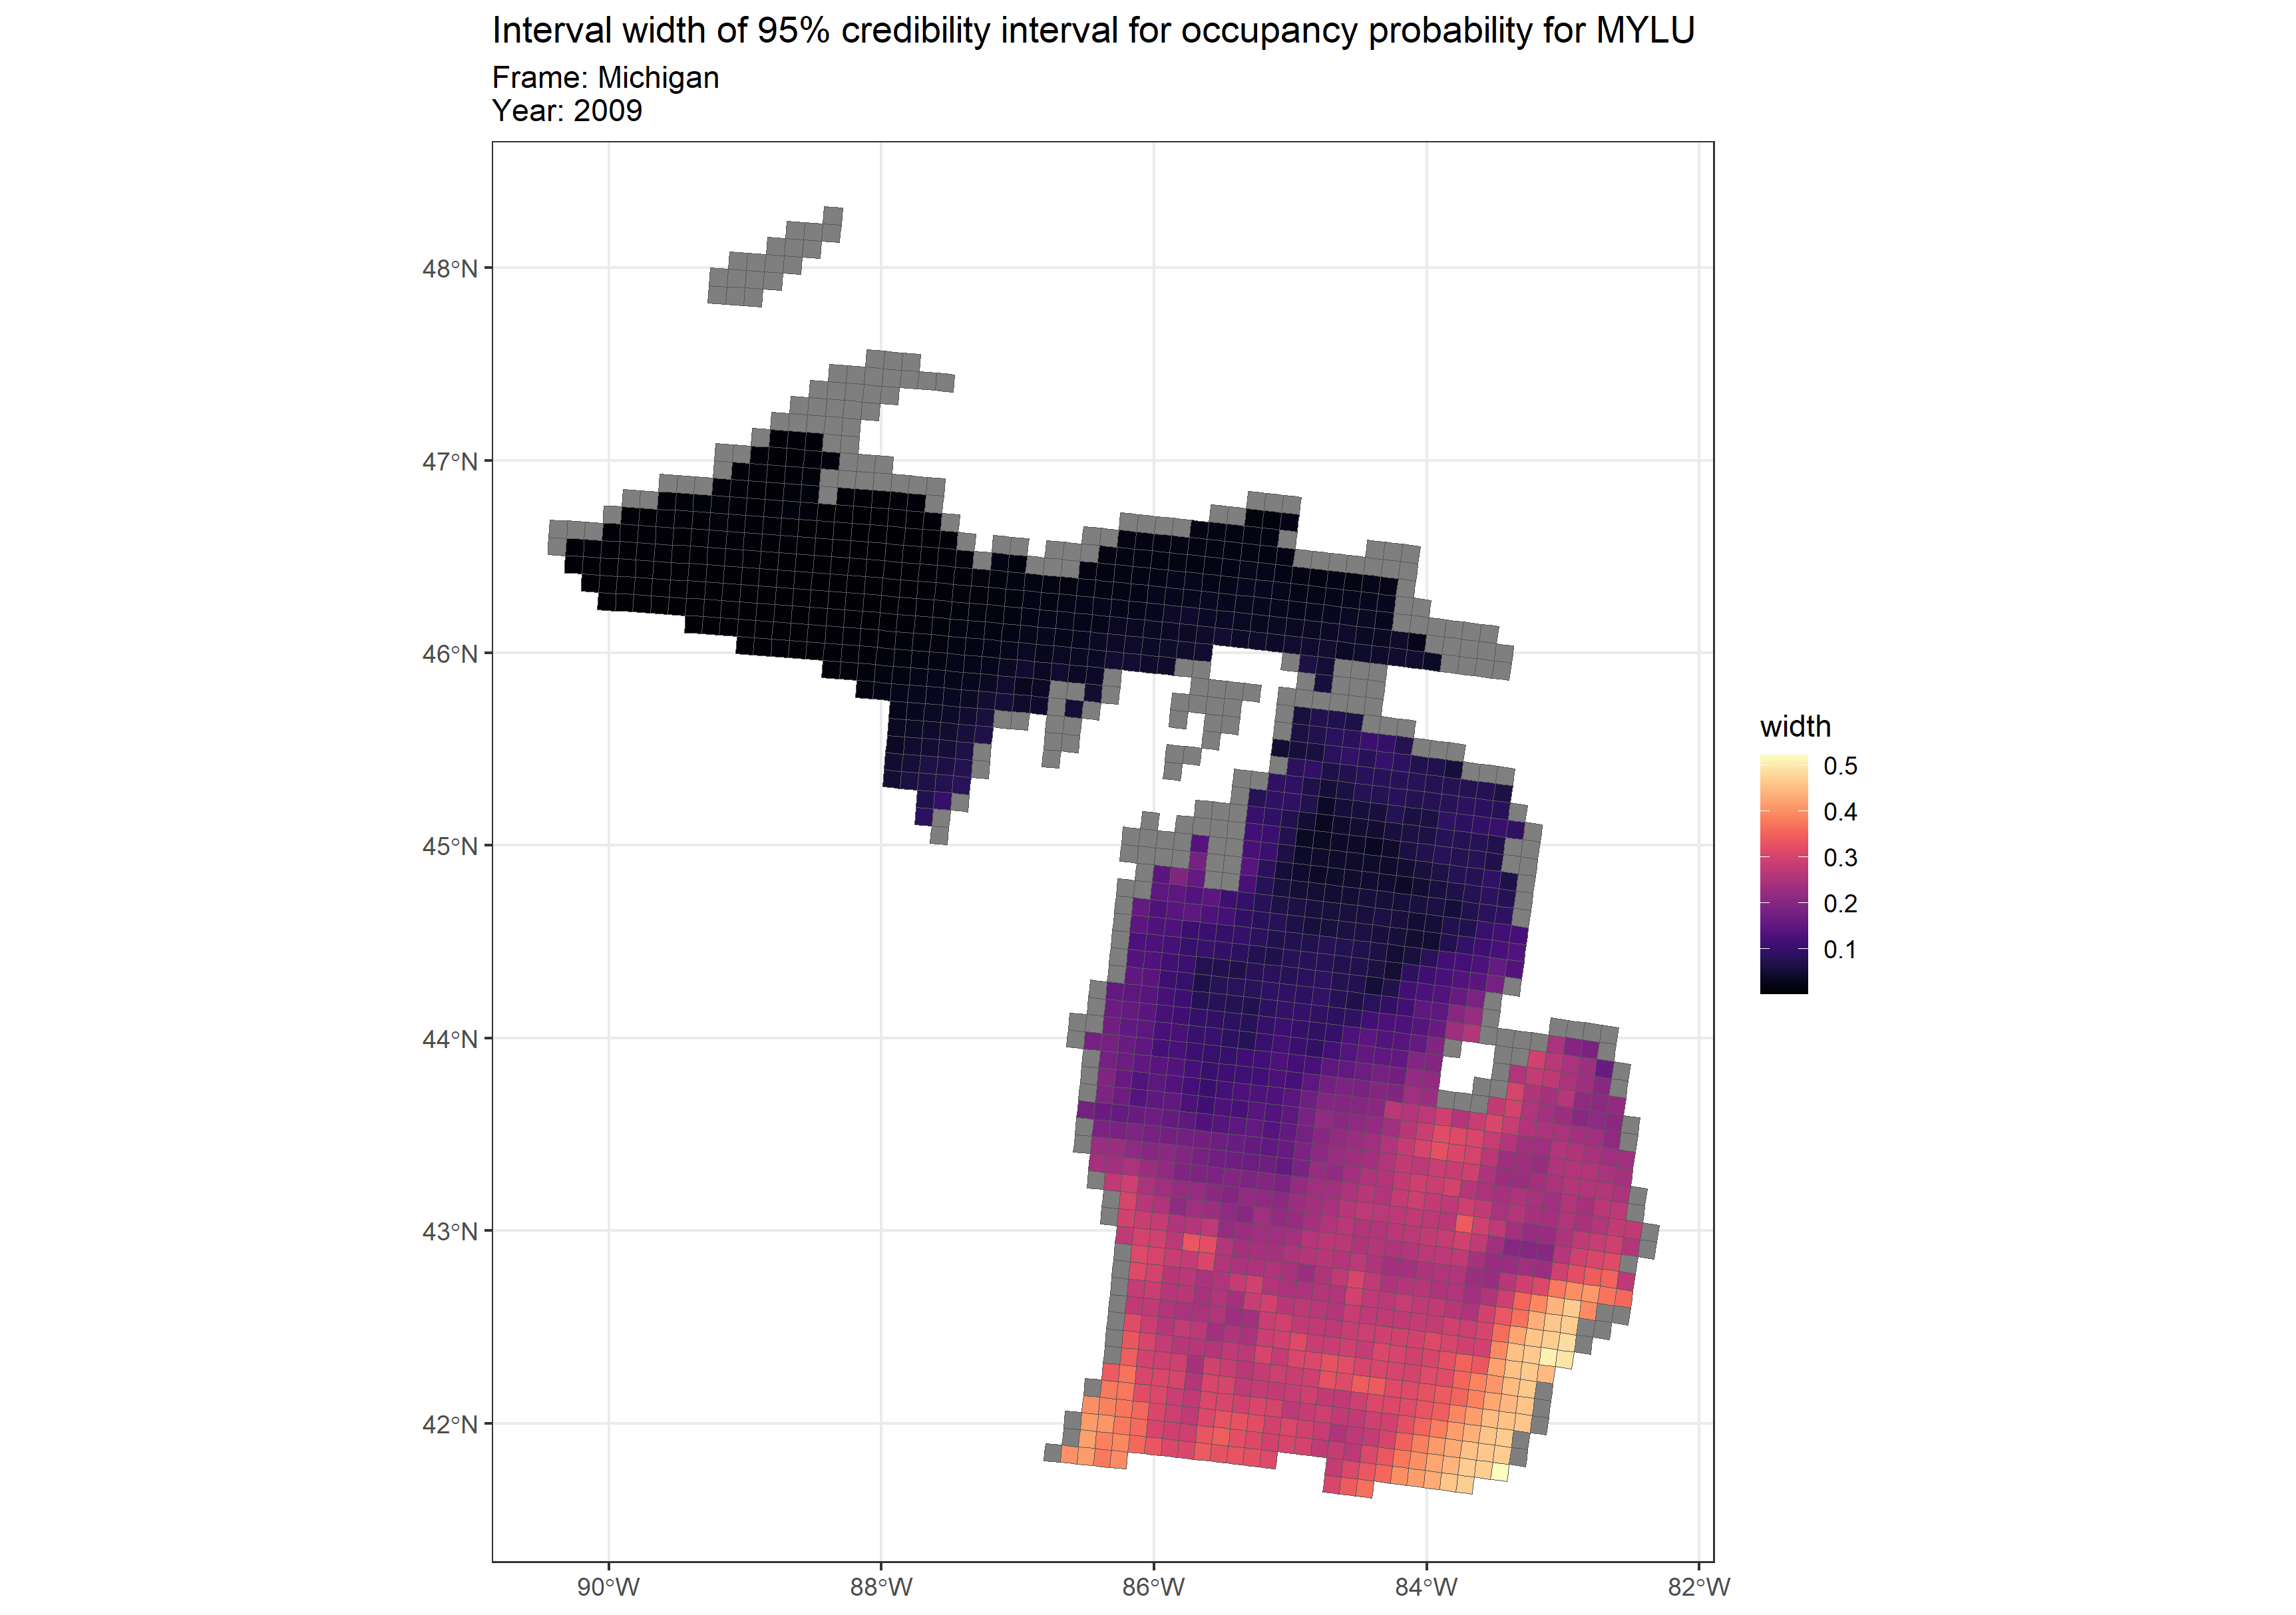 Interval width of 95% credibility interval for occupancy probability for MYLU
Frame: Michigan
Year: 2009
48°N
47°N
46°N
45°N
44°N
43°N
42°N
90°W
88°W
86°W
84°W
82°W
width
0.5
0.4
0.3
0.2
0.1